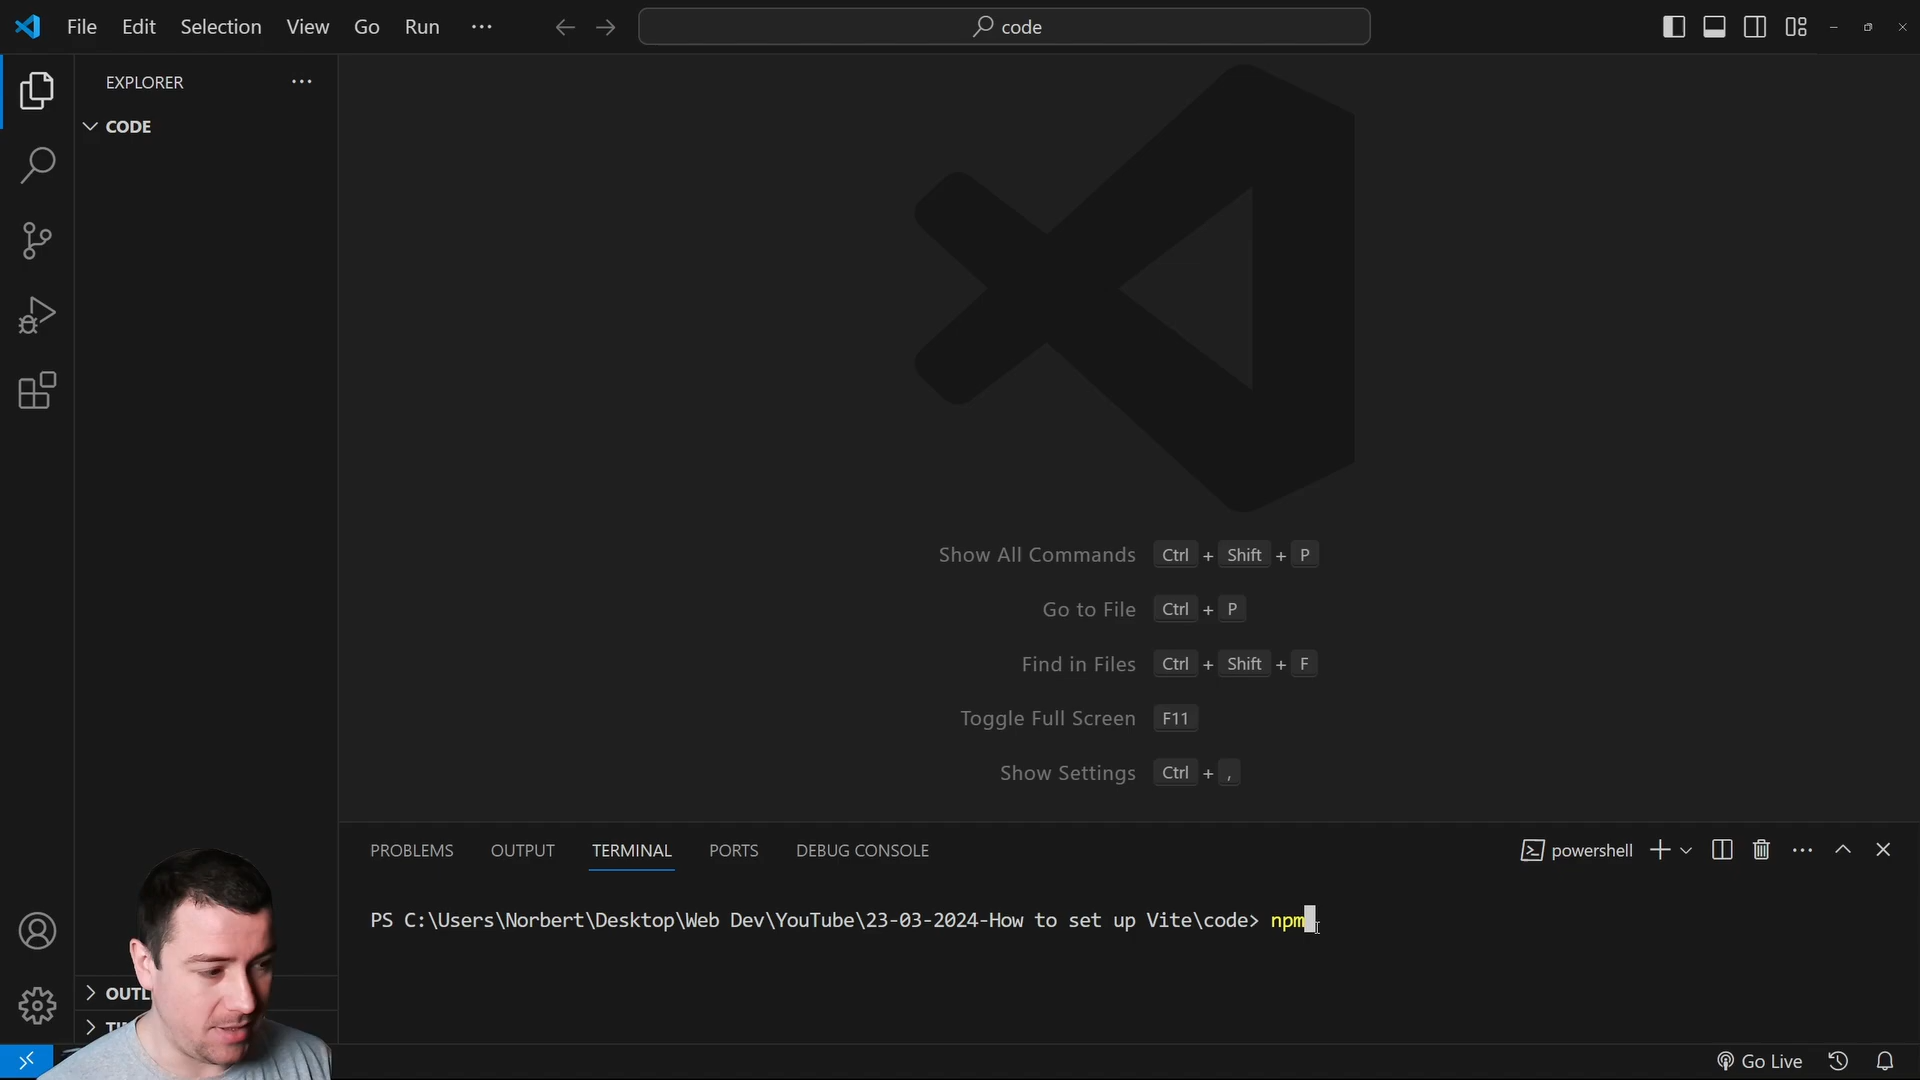 File Edit Selection View Go Run ···
code
EXPLORER ···
CODE
Show All Commands Ctrl + Shift + P
Go to File Ctrl + P
Find in Files Ctrl + Shift + F
Toggle Full Screen F11
Show Settings Ctrl + ,
PROBLEMS OUTPUT TERMINAL PORTS DEBUG CONSOLE
powershell
PS C:\Users\Norbert\Desktop\Web Dev\YouTube\23-03-2024-How to set up Vite\code> npm
Go Live